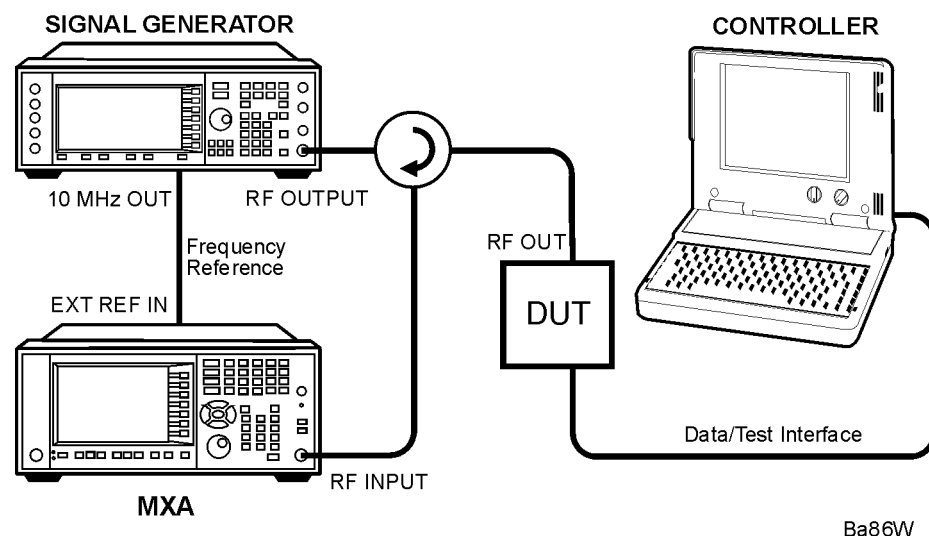 SIGNAL GENERATOR
CONTROLLER
10 MHz OUT
RF OUTPUT
Frequency
Reference
RF OUT
EXT REF IN
DUT
Data/Test Interface
RF INPUT
MXA
Ba86W